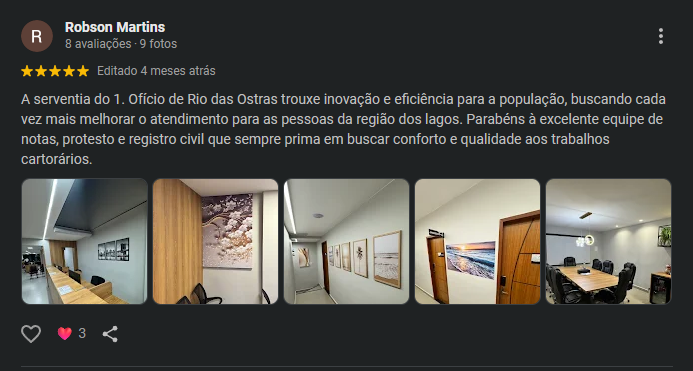 R
Robson Martins
8 avaliações · 9 fotos
Editado 4 meses atrás
A serventia do 1. Ofício de Rio das Ostras trouxe inovação e eficiência para a população, buscando cada
vez mais melhorar o atendimento para as pessoas da região dos lagos. Parabéns à excelente equipe de
notas, protesto e registro civil que sempre prima em buscar conforto e qualidade aos trabalhos
cartorários.
3